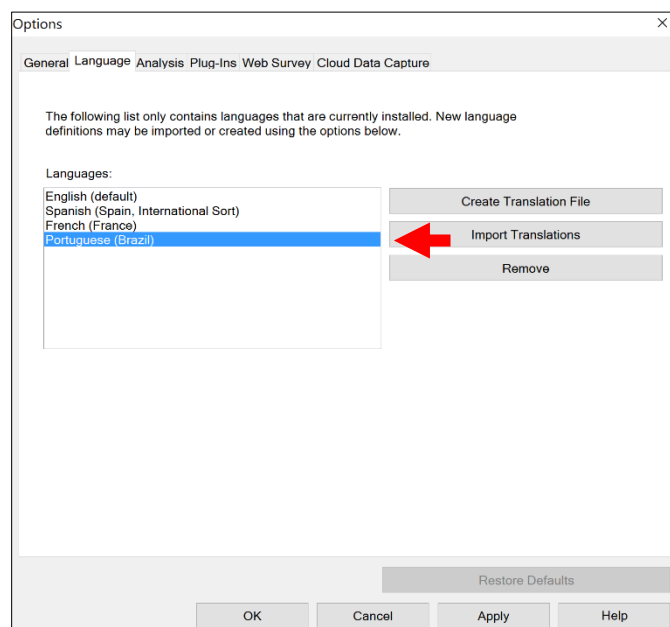 Options
General Language Analysis Plug-Ins Web Survey Cloud Data Capture
The following list only contains languages that are currently installed. New language
definitions may be imported or created using the options below.
Languages:
English (default)
Spanish (Spain, International Sort)
French (France)
Portuguese (Brazil)
Create Translation File
Import Translations
Remove
Restore Defaults
OK Cancel Apply Help